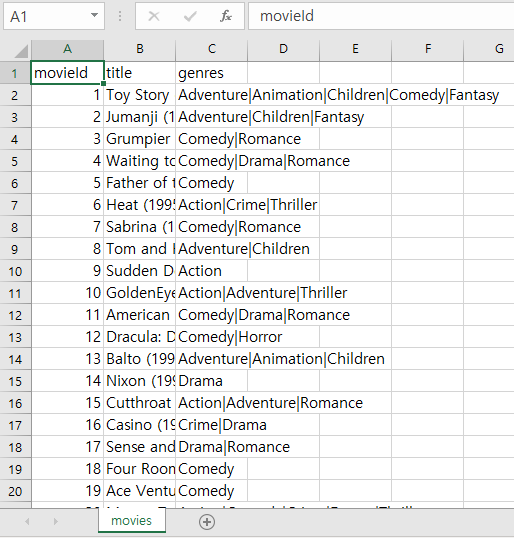 A1 fx movieId
A B C D E F G
1 movieId title genres
2 1 Toy Story Adventure|Animation|Children|Comedy|Fantasy
3 2 Jumanji (1 Adventure|Children|Fantasy
4 3 Grumpier Comedy|Romance
5 4 Waiting to Comedy|Drama|Romance
6 5 Father of t Comedy
7 6 Heat (1995 Action|Crime|Thriller
8 7 Sabrina (1 Comedy|Romance
9 8 Tom and H Adventure|Children
10 9 Sudden D Action
11 10 GoldenEye Action|Adventure|Thriller
12 11 American Comedy|Drama|Romance
13 12 Dracula: D Comedy|Horror
14 13 Balto (199 Adventure|Animation|Children
15 14 Nixon (199 Drama
16 15 Cutthroat Action|Adventure|Romance
17 16 Casino (19 Crime|Drama
18 17 Sense and Drama|Romance
19 18 Four Room Comedy
20 19 Ace Ventu Comedy
movies